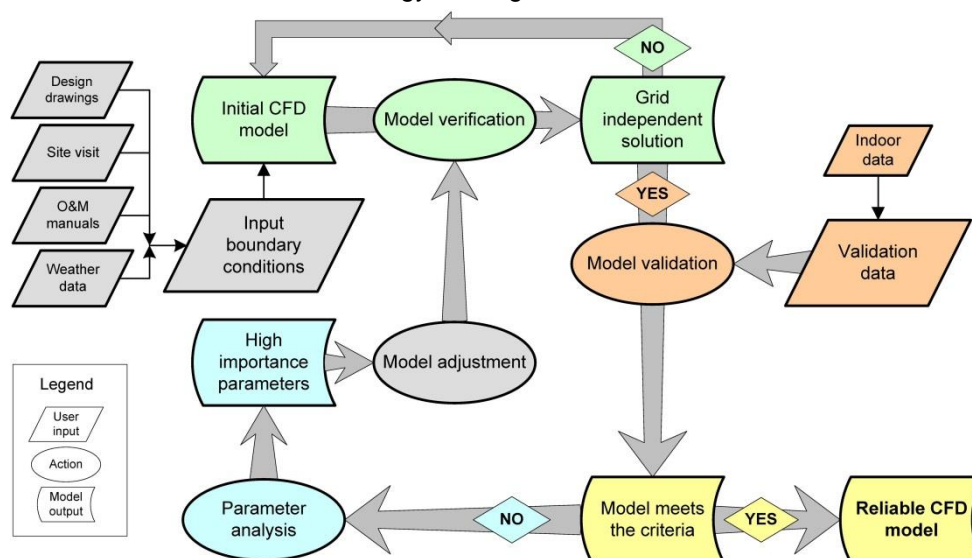 NO
Design
drawings
Site visit
O&M
manuals
Weather
data
Input
boundary
conditions
Initial CFD
model
Model verification
Grid
independent
solution
YES
Indoor
data
Validation
data
Model validation
High
importance
parameters
Model adjustment
Legend
User
input
Action
Model
output
Parameter
analysis
NO
Model meets
the criteria
YES
Reliable CFD
model